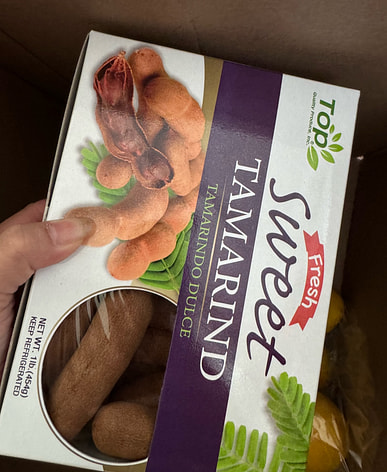 Top
Quality Produce, Inc.
Fresh
Sweet
TAMARIND
TAMARINDO DULCE
NET WT. 1lb.(454g)
KEEP REFRIGERATED